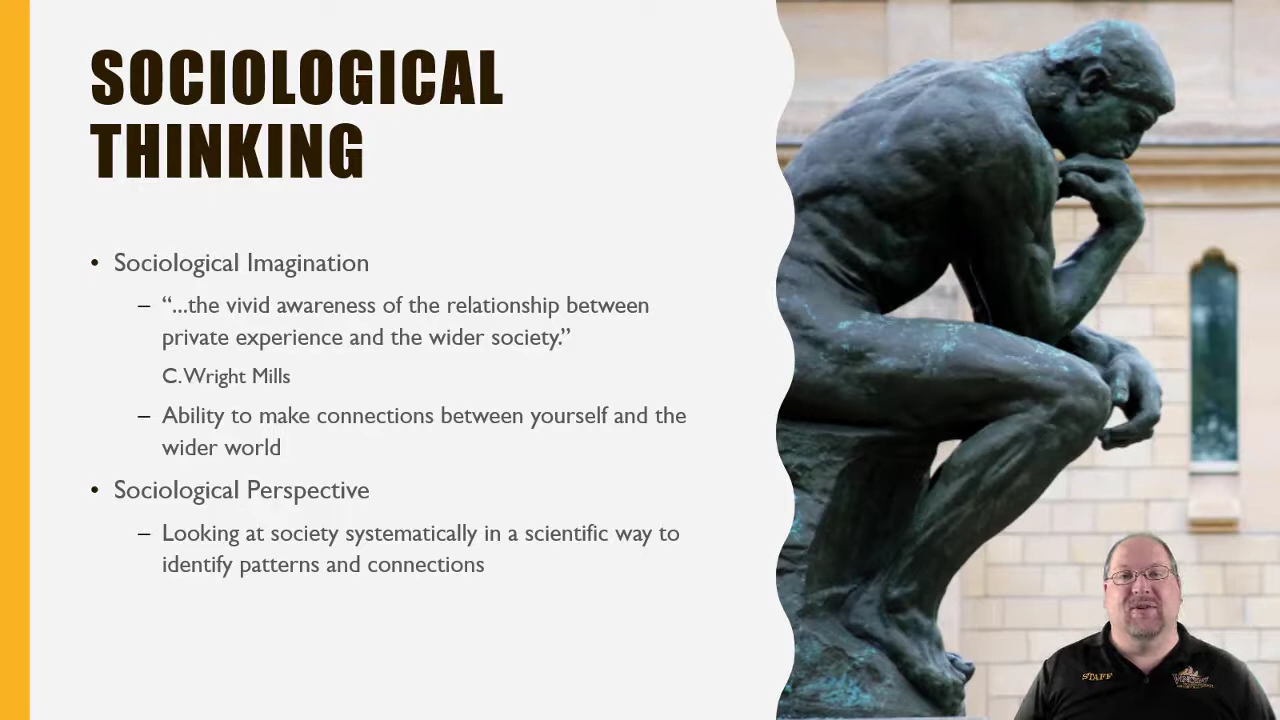 SOCIOLOGICAL
THINKING
• Sociological Imagination
– “...the vivid awareness of the relationship between
private experience and the wider society.”
C.Wright Mills
– Ability to make connections between yourself and the
wider world
• Sociological Perspective
– Looking at society systematically in a scientific way to
identify patterns and connections
STAFF